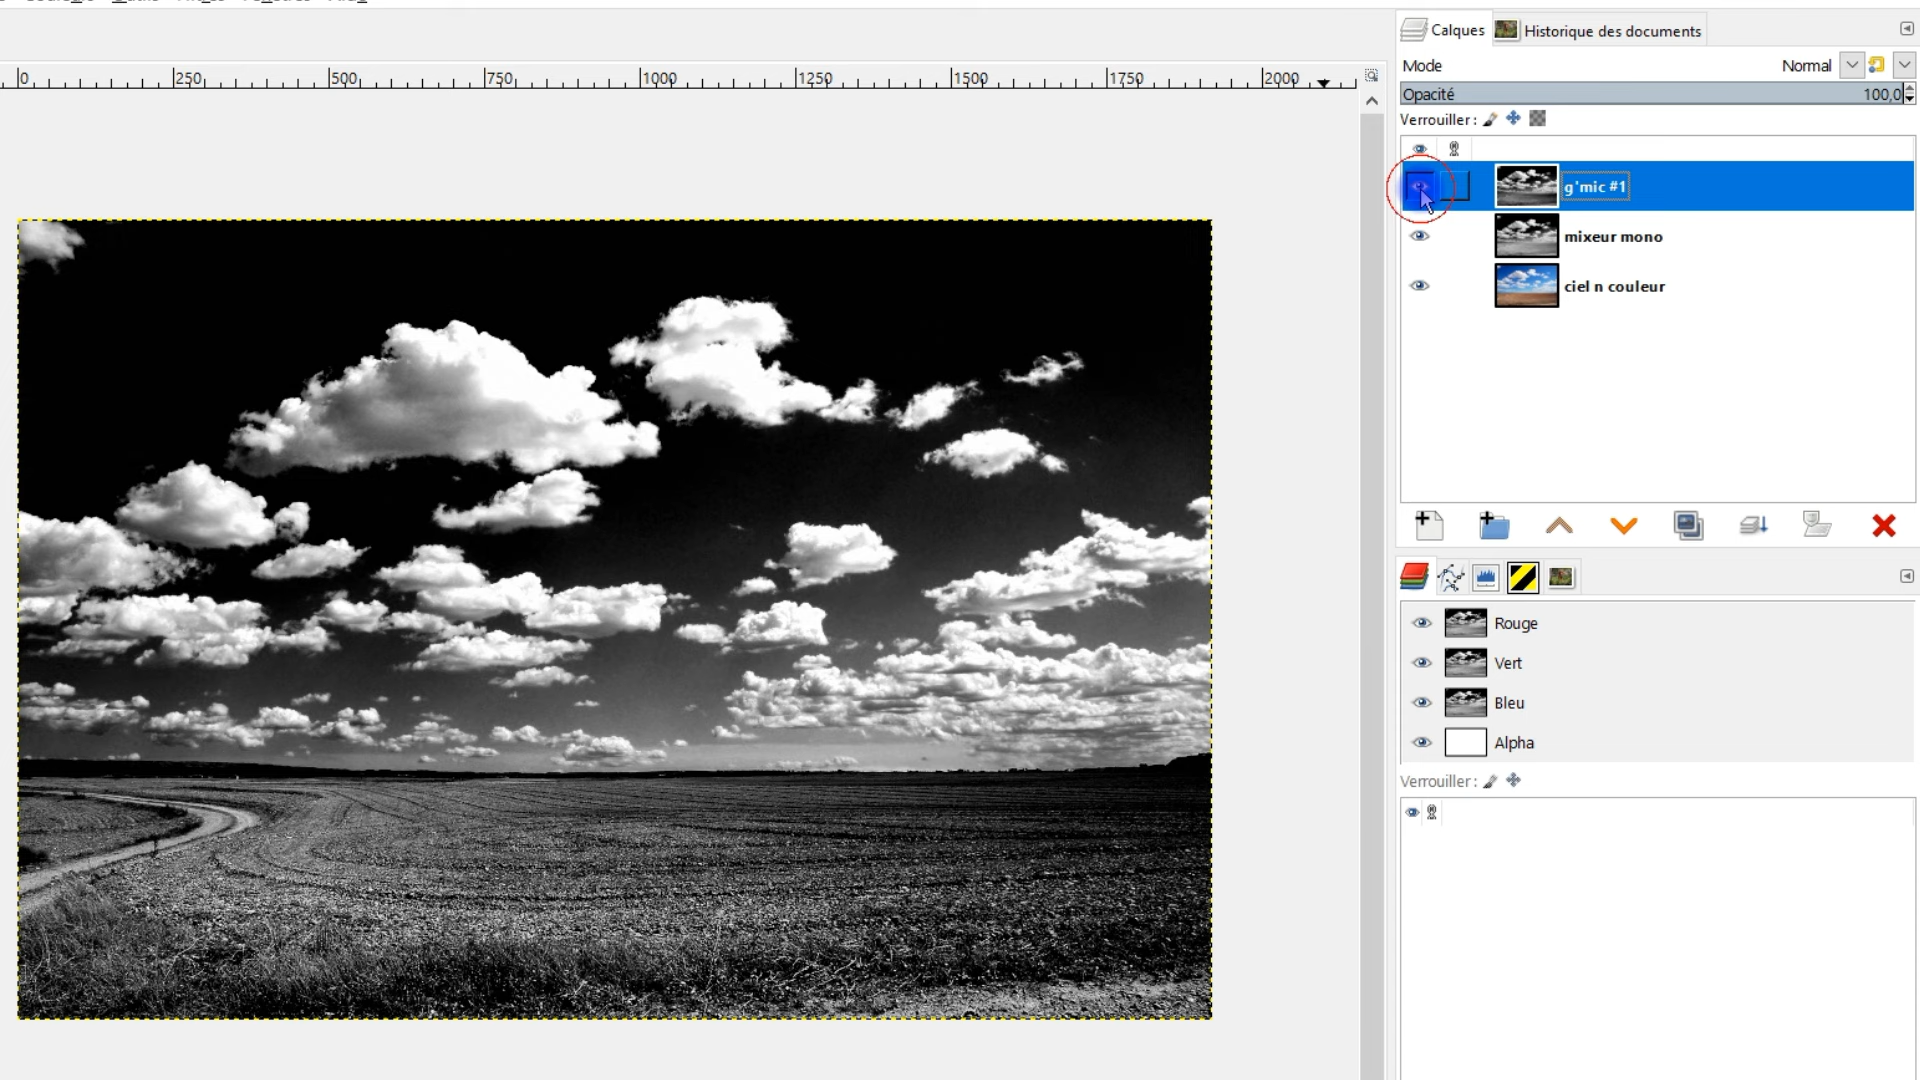 Calques Historique des documents
0 250 500 750 1000 1250 1500 1750 2000
Mode Normal
Opacité 100,0
Verrouiller :
g'mic #1
mixeur mono
ciel n couleur
Rouge
Vert
Bleu
Alpha
Verrouiller :